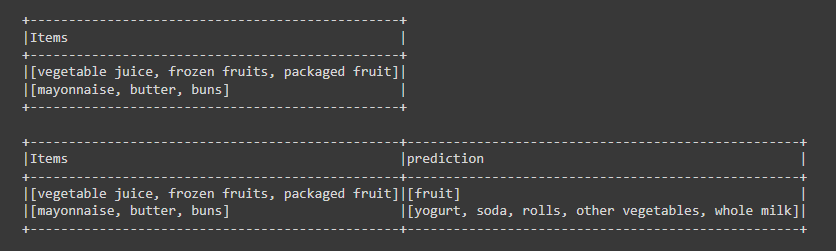 +------------------------------------------------+
|Items                                           |
+------------------------------------------------+
|[vegetable juice, frozen fruits, packaged fruit]|
|[mayonnaise, butter, buns]                      |
+------------------------------------------------+
+------------------------------------------------+--------------------------------------------------+
|Items                                           |prediction                                        |
+------------------------------------------------+--------------------------------------------------+
|[vegetable juice, frozen fruits, packaged fruit]|[fruit]                                           |
|[mayonnaise, butter, buns]                      |[yogurt, soda, rolls, other vegetables, whole milk]|
+------------------------------------------------+--------------------------------------------------+